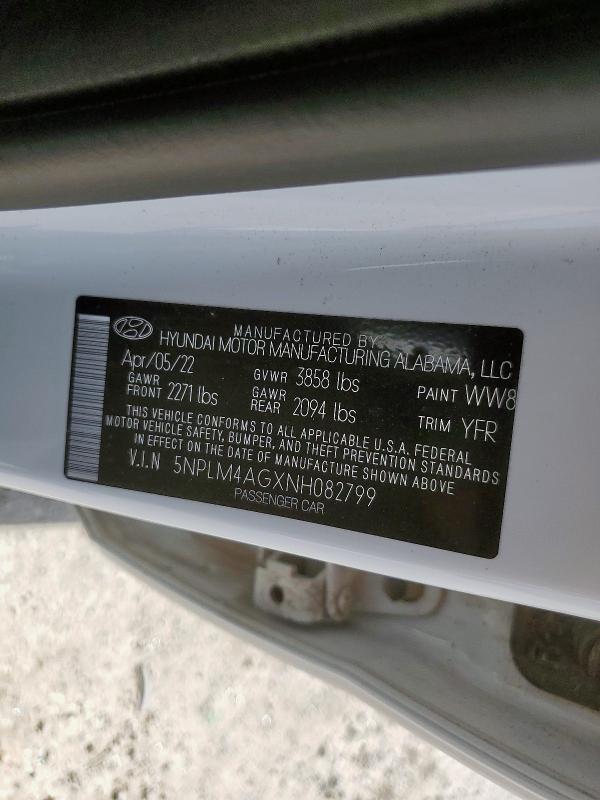 MANUFACTURED BY
HYUNDAI MOTOR MANUFACTURING ALABAMA, LLC
Apr/05/22 GVWR 3858 lbs PAINT WW8
GAWR FRONT 2271 lbs GAWR REAR 2094 lbs TRIM YFR
THIS VEHICLE CONFORMS TO ALL APPLICABLE U.S.A. FEDERAL
MOTOR VEHICLE SAFETY, BUMPER, AND THEFT PREVENTION STANDARDS
IN EFFECT ON THE DATE OF MANUFACTURE SHOWN ABOVE
V.I.N 5NPLM4AGXNH082799
PASSENGER CAR